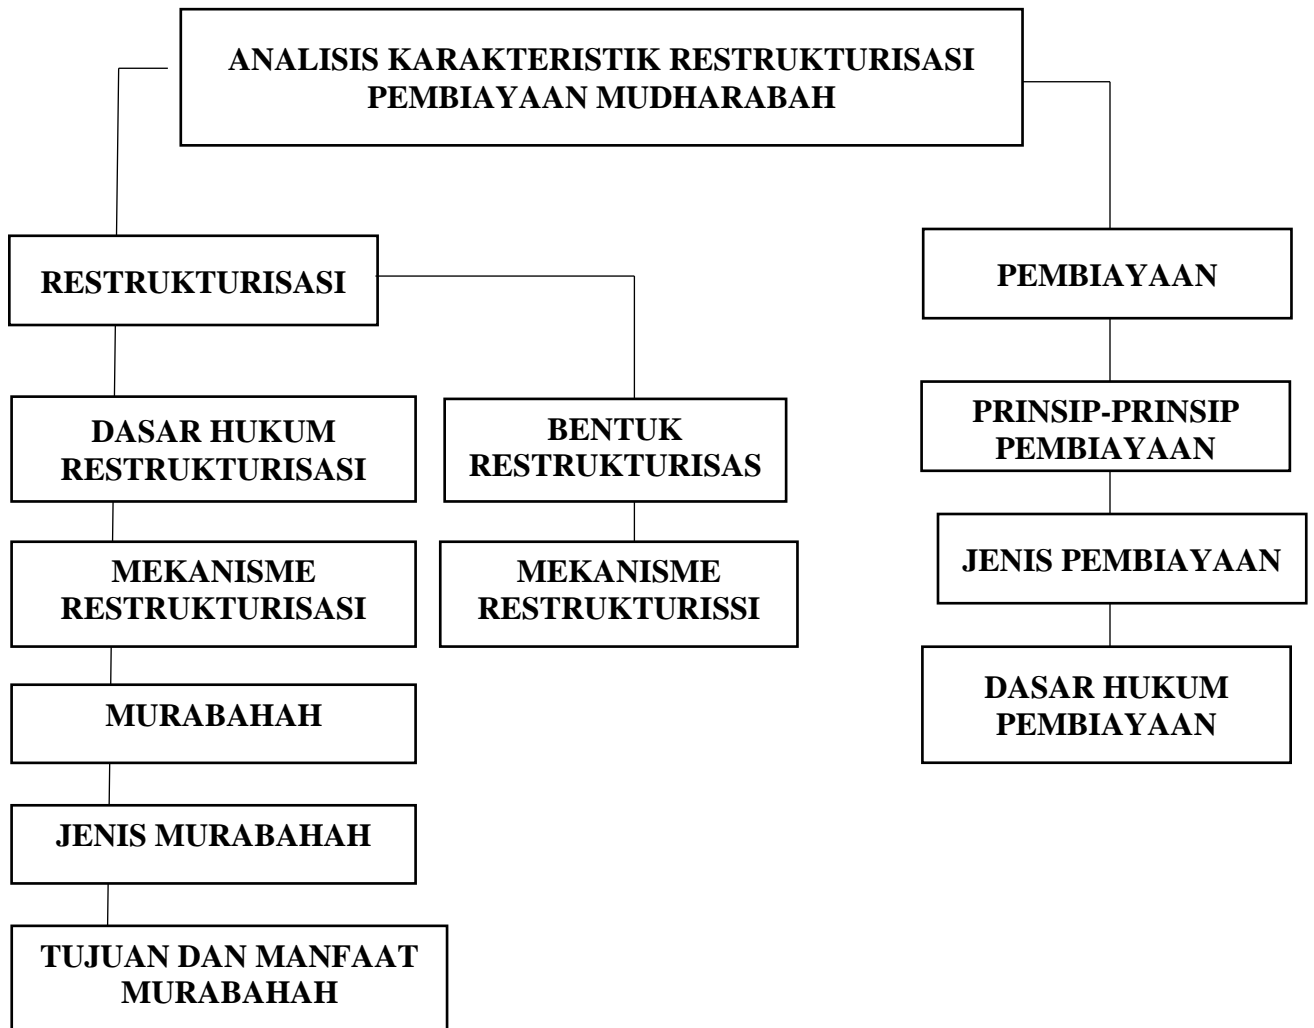 ANALISIS KARAKTERISTIK RESTRUKTURISASI
PEMBIAYAAN MUDHARABAH
RESTRUKTURISASI
PEMBIAYAAN
DASAR HUKUM
RESTRUKTURISASI
BENTUK
RESTRUKTURISAS
PRINSIP-PRINSIP
PEMBIAYAAN
MEKANISME
RESTRUKTURISASI
MEKANISME
RESTRUKTURISSI
JENIS PEMBIAYAAN
MURABAHAH
DASAR HUKUM
PEMBIAYAAN
JENIS MURABAHAH
TUJUAN DAN MANFAAT
MURABAHAH